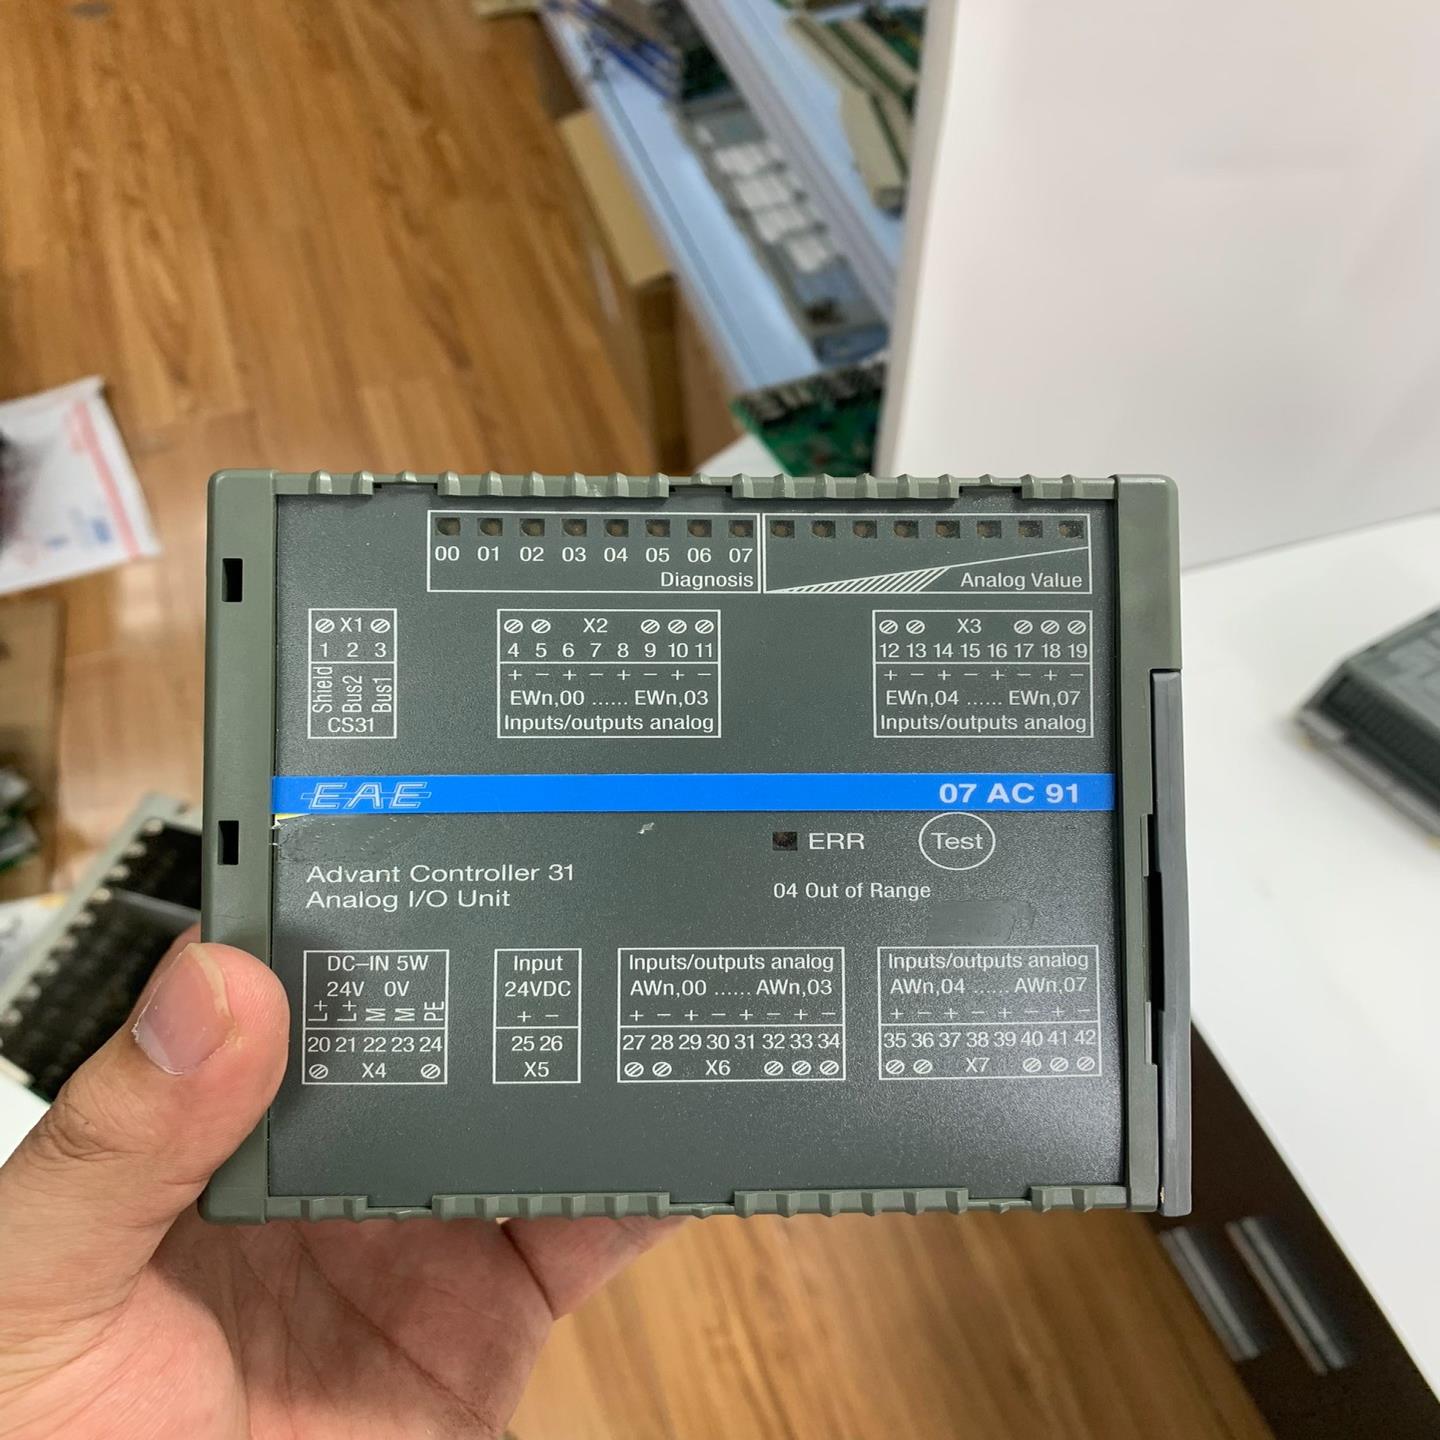 00 01 02 03 04 05 06 07
Diagnosis
Analog Value
X1
1 2 3
Shield
Bus2
Bus1
CS31
X2
4 5 6 7 8 9 10 11
+ − + − + − + −
EWn,00 ...... EWn,03
Inputs/outputs analog
X3
12 13 14 15 16 17 18 19
+ − + − + − + −
EWn,04 ...... EWn,07
Inputs/outputs analog
EAE
07 AC 91
ERR
Test
04 Out of Range
Advant Controller 31
Analog I/O Unit
DC–IN 5W
24V 0V
L+ L+ M M PE
20 21 22 23 24
X4
Input
24VDC
+ −
25 26
X5
Inputs/outputs analog
AWn,00 ...... AWn,03
+ − + − + − + −
27 28 29 30 31 32 33 34
X6
Inputs/outputs analog
AWn,04 ...... AWn,07
+ − + − + − + −
35 36 37 38 39 40 41 42
X7